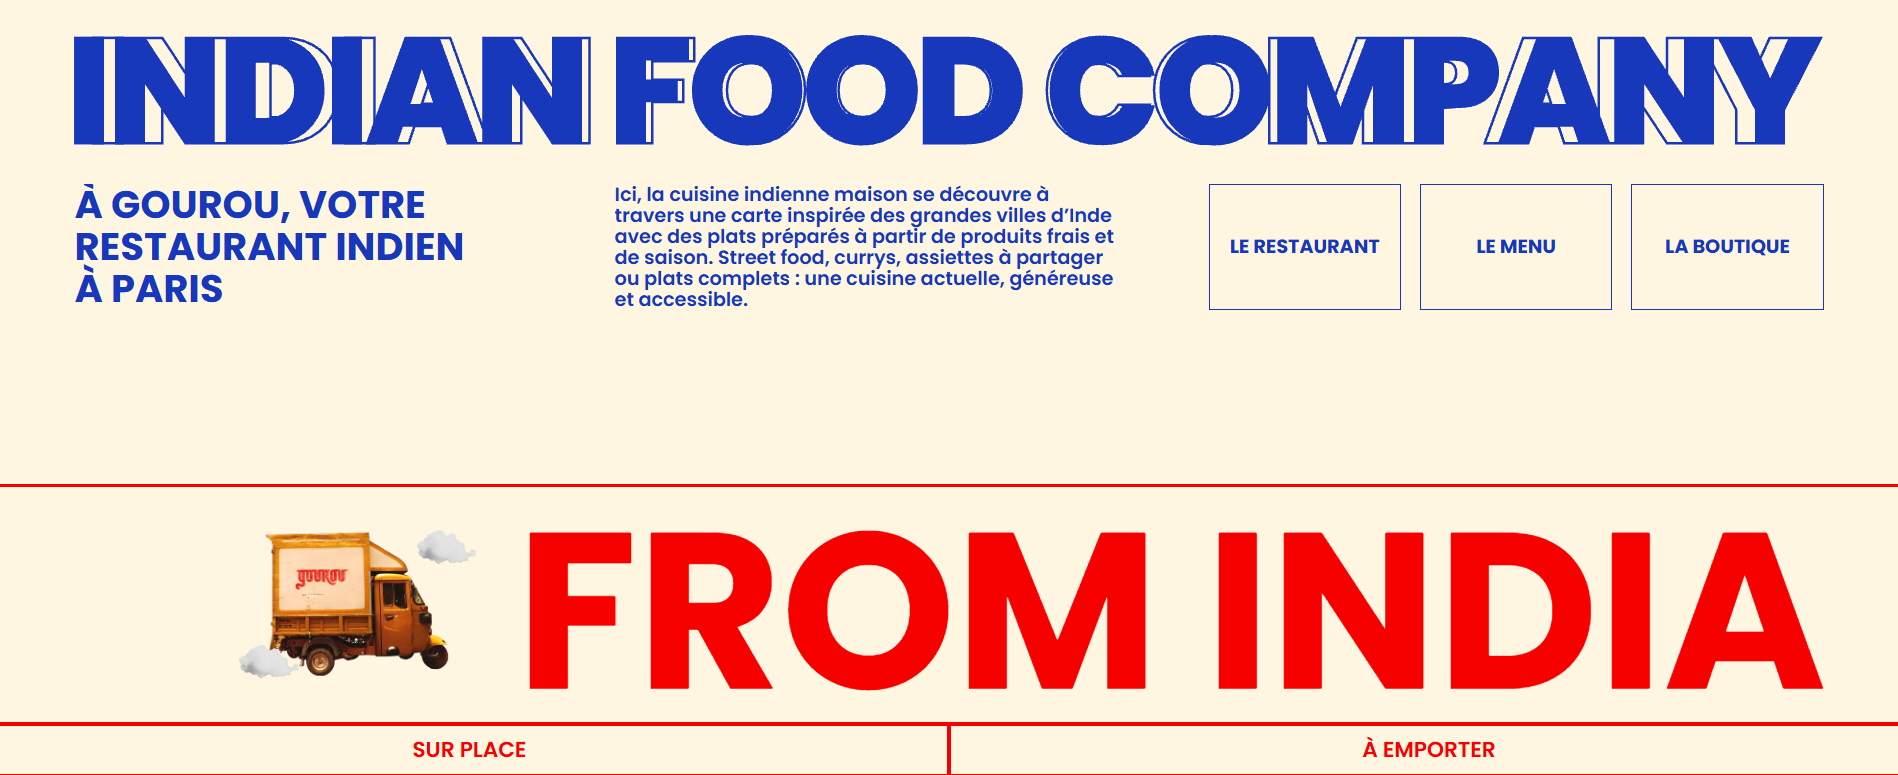 INDIAN FOOD COMPANY
À GOUROU, VOTRE
RESTAURANT INDIEN
À PARIS
Ici, la cuisine indienne maison se découvre à
travers une carte inspirée des grandes villes d’Inde
avec des plats préparés à partir de produits frais et
de saison. Street food, currys, assiettes à partager
ou plats complets : une cuisine actuelle, généreuse
et accessible.
LE RESTAURANT
LE MENU
LA BOUTIQUE
gourou
FROM INDIA
SUR PLACE
À EMPORTER